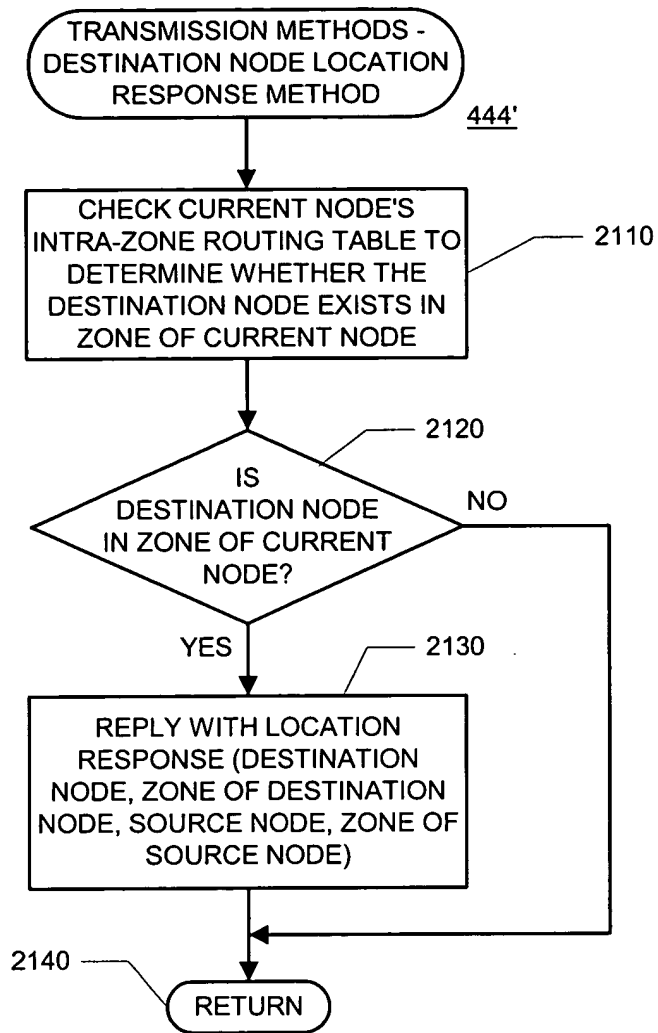 TRANSMISSION METHODS -
DESTINATION NODE LOCATION
RESPONSE METHOD
444'
CHECK CURRENT NODE'S
INTRA-ZONE ROUTING TABLE TO
DETERMINE WHETHER THE
DESTINATION NODE EXISTS IN
ZONE OF CURRENT NODE
2110
2120
IS
DESTINATION NODE
IN ZONE OF CURRENT
NODE?
NO
YES
2130
REPLY WITH LOCATION
RESPONSE (DESTINATION
NODE, ZONE OF DESTINATION
NODE, SOURCE NODE, ZONE OF
SOURCE NODE)
2140
RETURN